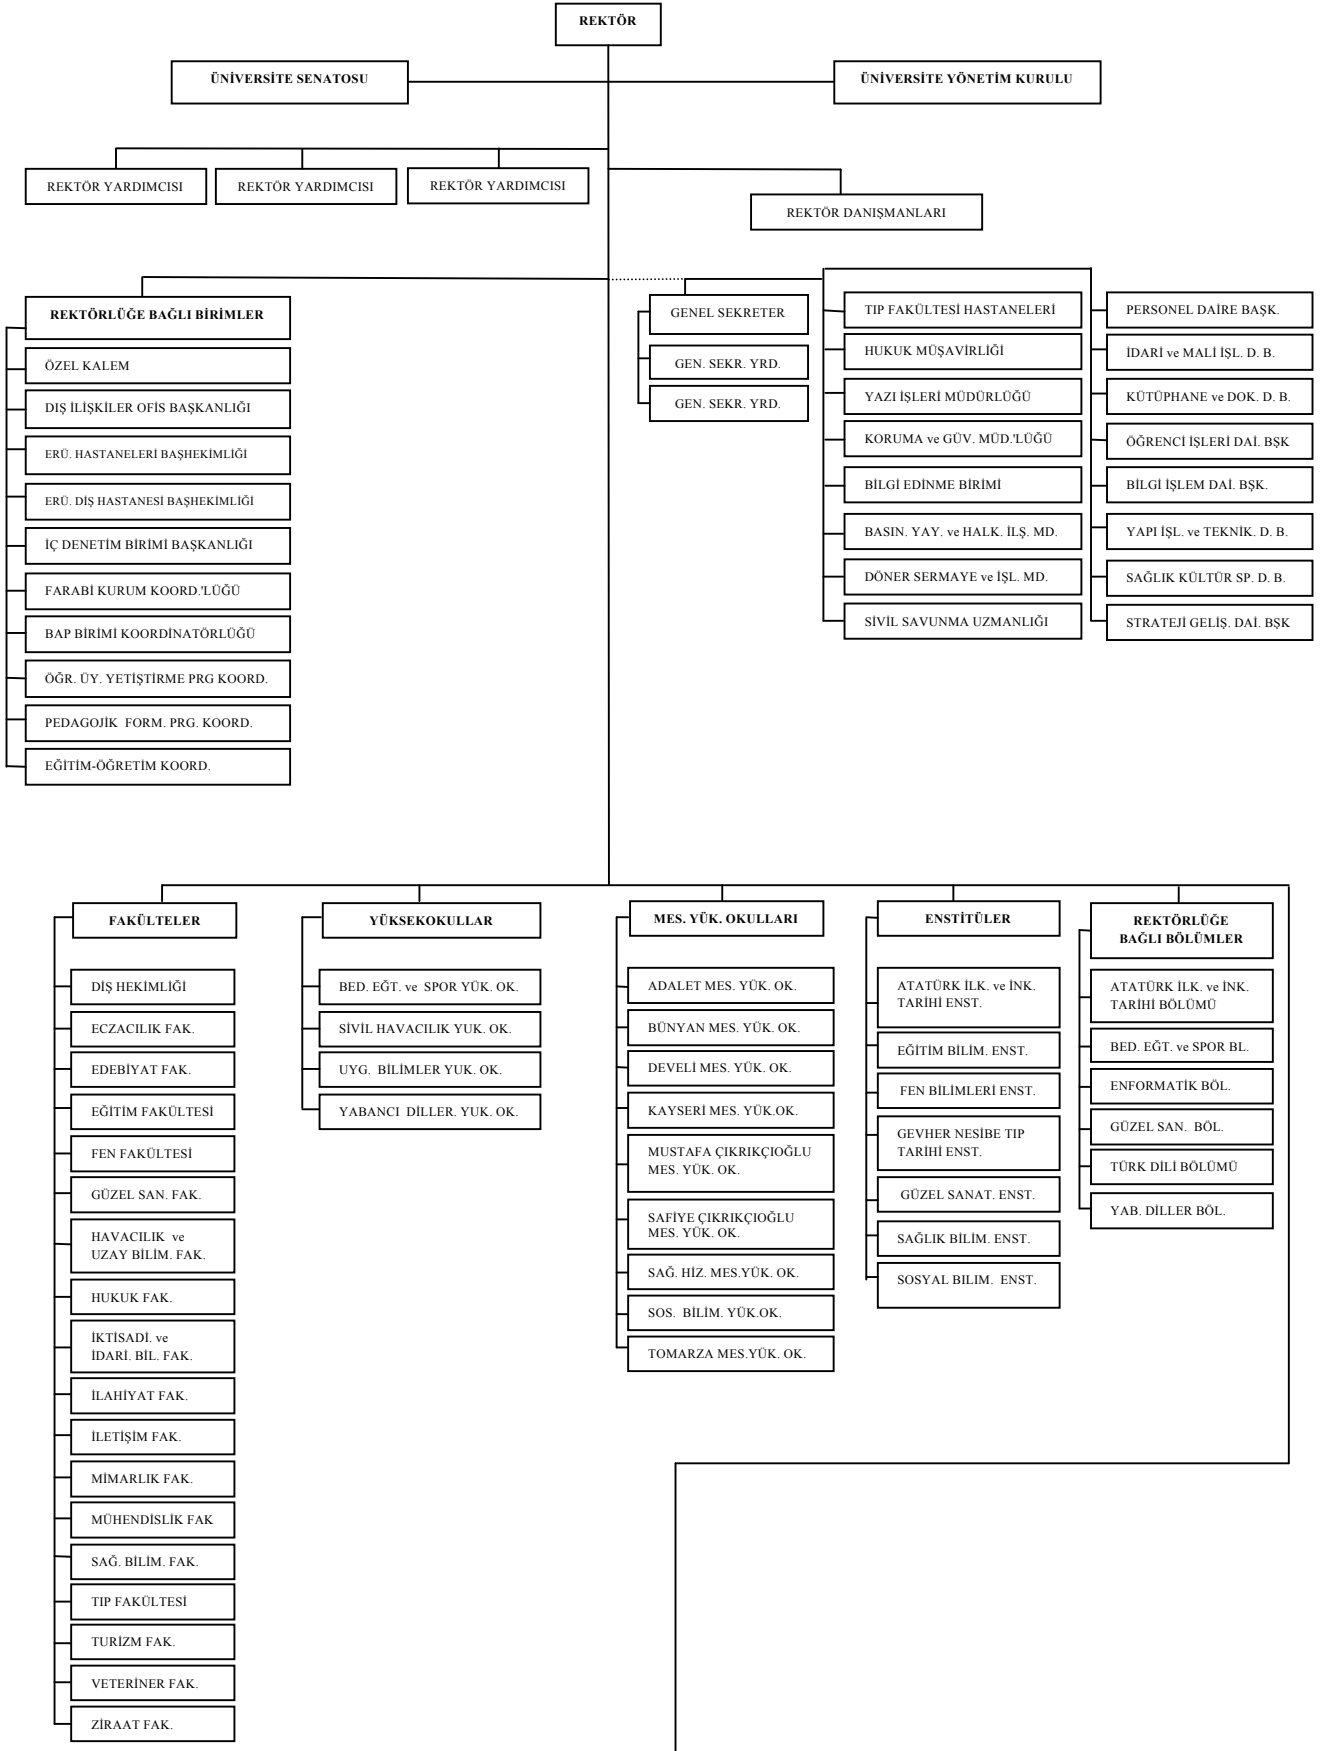 REKTÖR
ÜNİVERSİTE SENATOSU
ÜNİVERSİTE YÖNETİM KURULU
REKTÖR YARDIMCISI
REKTÖR YARDIMCISI
REKTÖR YARDIMCISI
REKTÖR DANIŞMANLARI
REKTÖRLÜĞE BAĞLI BİRİMLER
ÖZEL KALEM
DIŞ İLİŞKİLER OFİS BAŞKANLIĞI
ERÜ. HASTANELERİ BAŞHEKİMLİĞİ
ERÜ. DİŞ HASTANESİ BAŞHEKİMLİĞİ
İÇ DENETİM BİRİMİ BAŞKANLIĞI
FARABİ KURUM KOORD.'LÜĞÜ
BAP BİRİMİ KOORDİNATÖRLÜĞÜ
ÖĞR. ÜY. YETİŞTİRME PRG KOORD.
PEDAGOJİK FORM. PRG. KOORD.
EĞİTİM-ÖĞRETİM KOORD.
GENEL SEKRETER
GEN. SEKR. YRD.
GEN. SEKR. YRD.
TIP FAKÜLTESİ HASTANELERİ
HUKUK MÜŞAVİRLİĞİ
YAZI İŞLERİ MÜDÜRLÜĞÜ
KORUMA ve GÜV. MÜD.'LÜĞÜ
BİLGİ EDİNME BİRİMİ
BASIN. YAY. ve HALK. İLŞ. MD.
DÖNER SERMAYE ve İŞL. MD.
SİVİL SAVUNMA UZMANLIĞI
PERSONEL DAİRE BAŞK.
İDARİ ve MALİ İŞL. D. B.
KÜTÜPHANE ve DOK. D. B.
ÖĞRENCİ İŞLERİ DAİ. BŞK
BİLGİ İŞLEM DAİ. BŞK.
YAPI İŞL. ve TEKNİK. D. B.
SAĞLIK KÜLTÜR SP. D. B.
STRATEJİ GELİŞ. DAİ. BŞK
FAKÜLTELER
DİŞ HEKİMLİĞİ
ECZACILIK FAK.
EDEBİYAT FAK.
EĞİTİM FAKÜLTESİ
FEN FAKÜLTESİ
GÜZEL SAN. FAK.
HAVACILIK ve
UZAY BİLİM. FAK.
HUKUK FAK.
İKTİSADİ. ve
İDARİ. BİL. FAK.
İLAHİYAT FAK.
İLETİŞİM FAK.
MİMARLIK FAK.
MÜHENDİSLİK FAK
SAĞ. BİLİM. FAK.
TIP FAKÜLTESİ
TURİZM FAK.
VETERİNER FAK.
ZİRAAT FAK.
YÜKSEKOKULLAR
BED. EĞT. ve SPOR YÜK. OK.
SİVİL HAVACILIK YUK. OK.
UYG. BİLİMLER YUK. OK.
YABANCI DİLLER. YUK. OK.
MES. YÜK. OKULLARI
ADALET MES. YÜK. OK.
BÜNYAN MES. YÜK. OK.
DEVELİ MES. YÜK. OK.
KAYSERİ MES. YÜK.OK.
MUSTAFA ÇIKRIKÇIOĞLU
MES. YÜK. OK.
SAFİYE ÇIKRIKÇIOĞLU
MES. YÜK. OK.
SAĞ. HİZ. MES.YÜK. OK.
SOS. BİLİM. YÜK.OK.
TOMARZA MES.YÜK. OK.
ENSTİTÜLER
ATATÜRK İLK. ve İNK.
TARİHİ ENST.
EĞİTİM BİLİM. ENST.
FEN BİLİMLERİ ENST.
GEVHER NESİBE TIP
TARİHİ ENST.
GÜZEL SANAT. ENST.
SAĞLIK BİLİM. ENST.
SOSYAL BILIM. ENST.
REKTÖRLÜĞE
BAĞLI BÖLÜMLER
ATATÜRK İLK. ve İNK.
TARİHİ BÖLÜMÜ
BED. EĞT. ve SPOR BL.
ENFORMATİK BÖL.
GÜZEL SAN. BÖL.
TÜRK DİLİ BÖLÜMÜ
YAB. DİLLER BÖL.